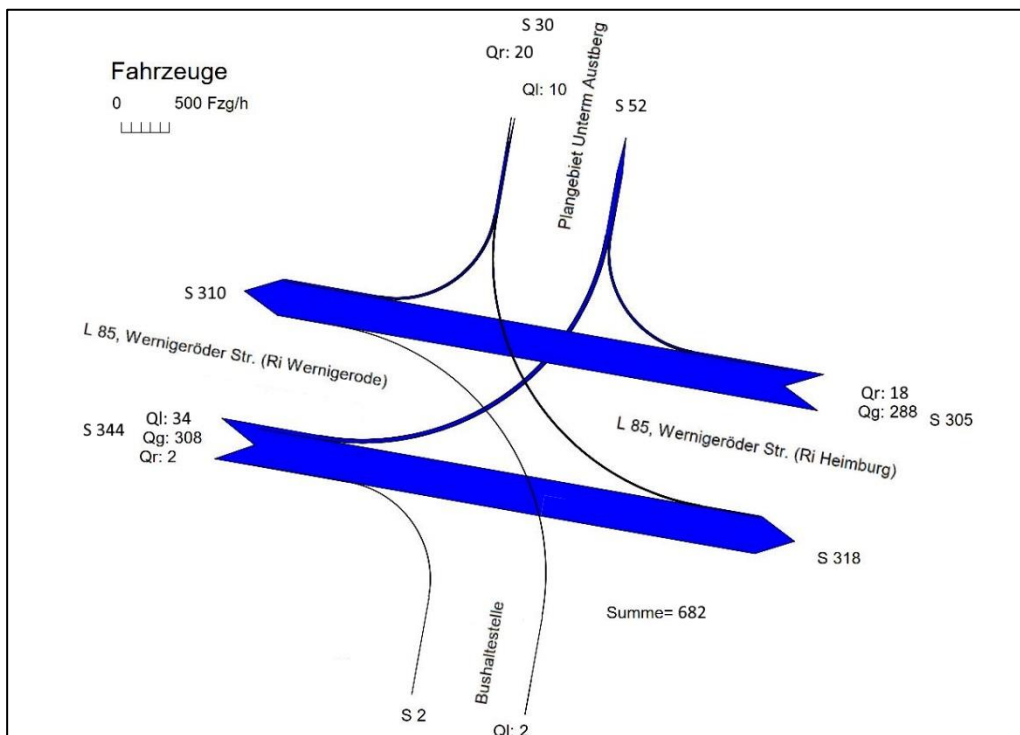 S 30
Qr: 20
Fahrzeuge
0 500 Fzg/h
Ql: 10
Plangebiet Unterm Austberg
S 52
S 310
L 85, Wernigeröder Str. (Ri Wernigerode)
Qr: 18
Qg: 288
S 305
L 85, Wernigeröder Str. (Ri Heimburg)
S 344
Ql: 34
Qg: 308
Qr: 2
S 318
Summe= 682
Bushaltestelle
S 2
Ql: 2